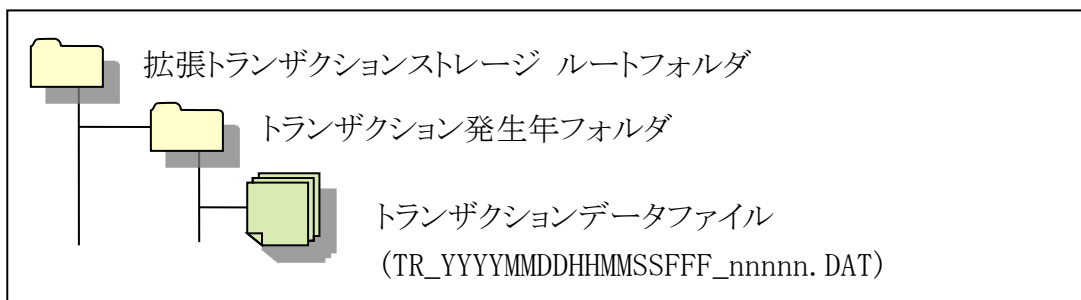 拡張トランザクションストレージ ルートフォルダ
トランザクション発生年フォルダ
トランザクションデータファイル
(TR_YYYYMMDDHHMMSSFFF_nnnnn.DAT)